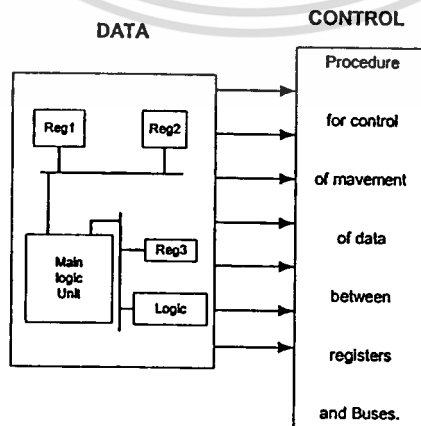 DATA
CONTROL
Reg1
Reg2
Main
logic
Unit
Reg3
Logic
Procedure
for control
of mavement
of data
between
registers
and Buses.